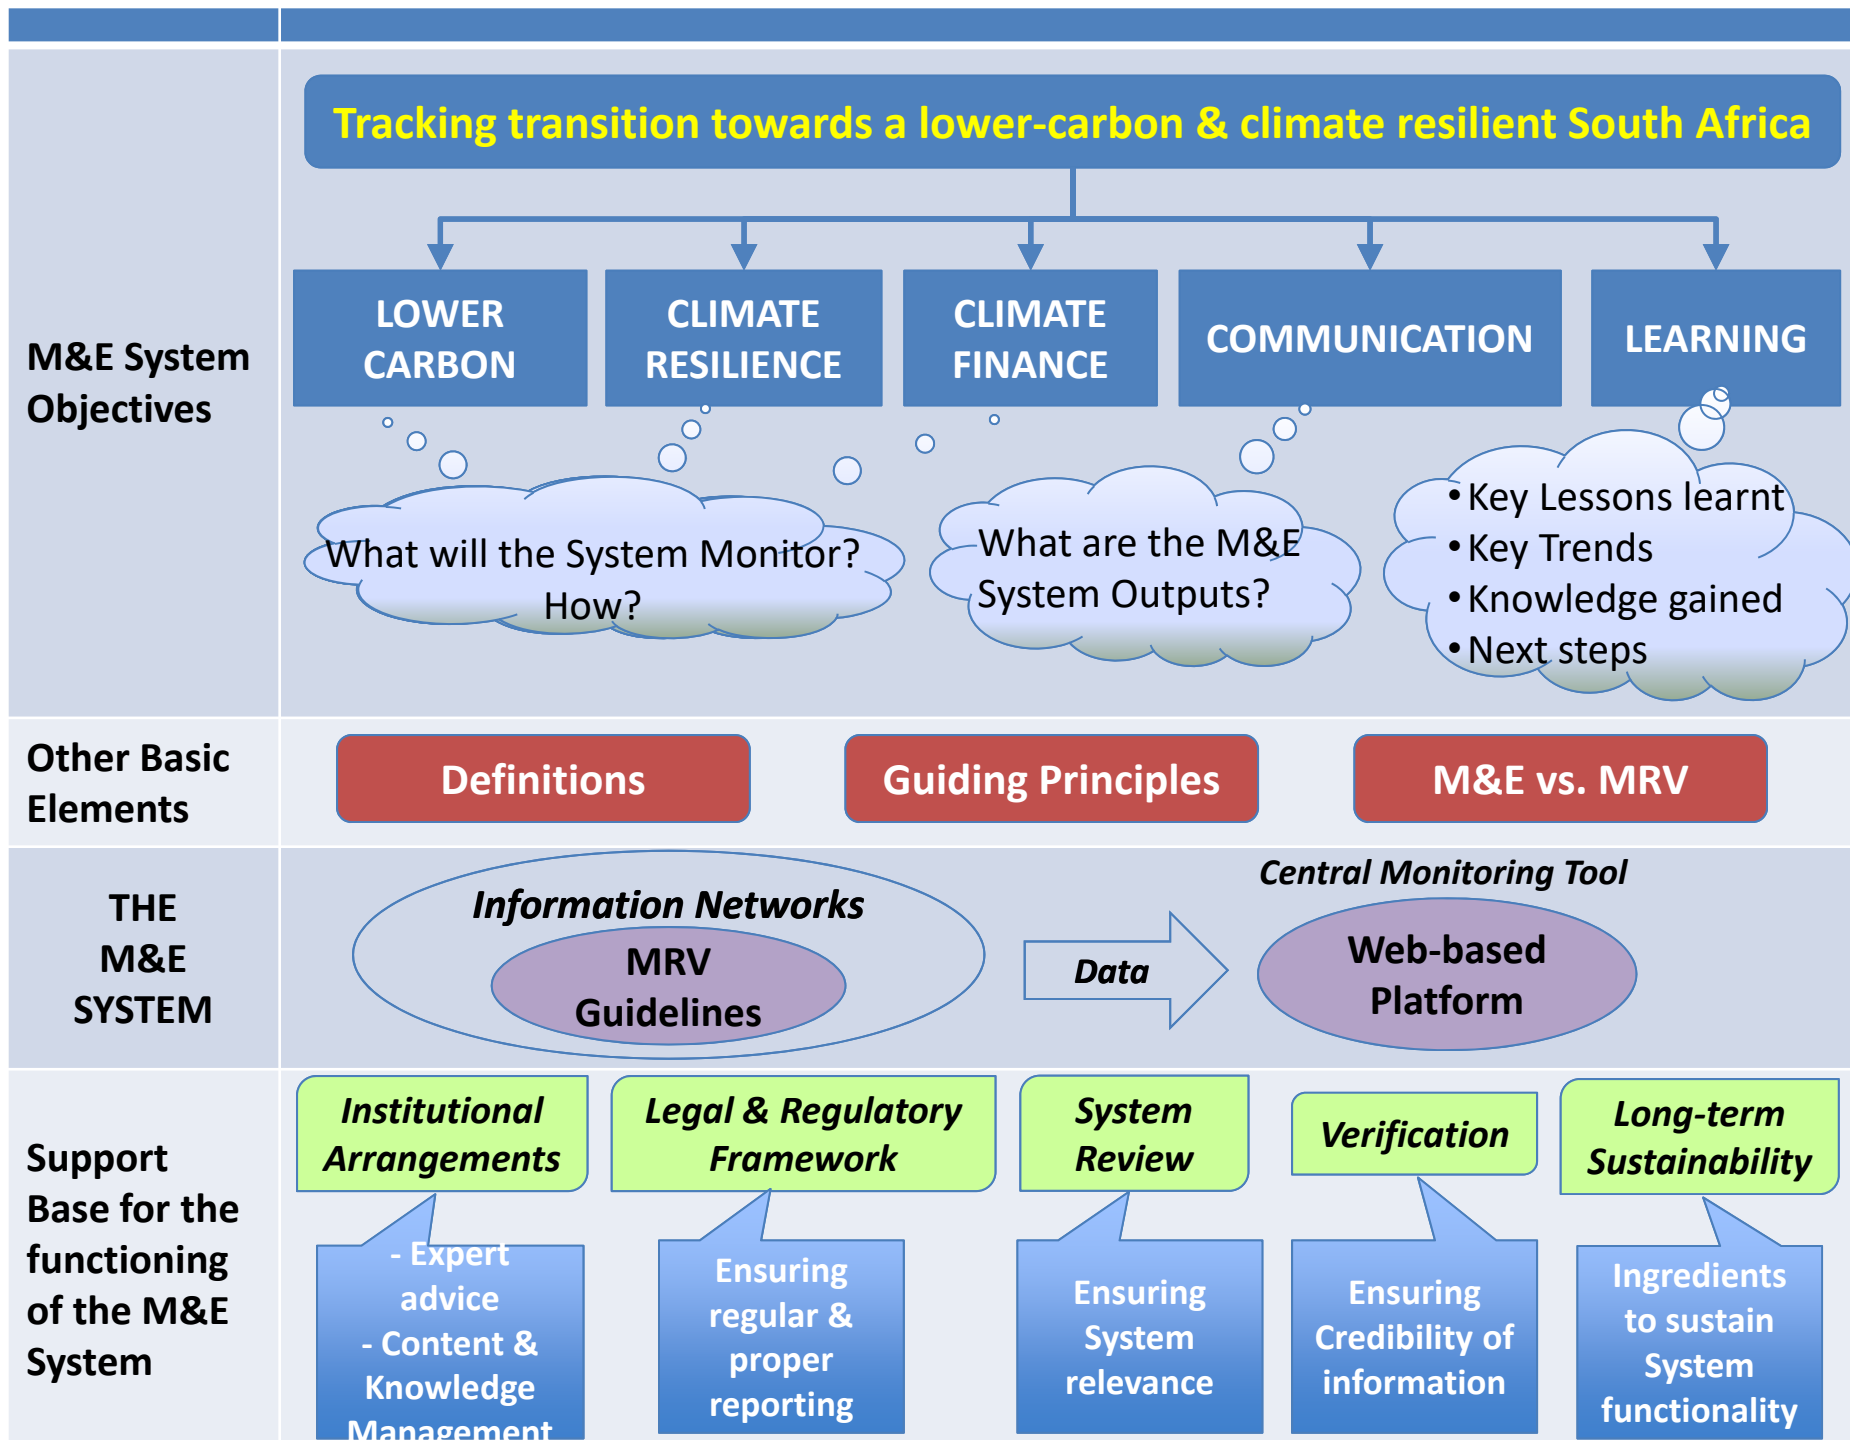 Tracking transition towards a lower-carbon & climate resilient South Africa
M&E System
Objectives
LOWER
CARBON
CLIMATE
RESILIENCE
CLIMATE
FINANCE
COMMUNICATION
LEARNING
What will the System Monitor?
How?
What are the M&E
System Outputs?
• Key Lessons learnt
• Key Trends
• Knowledge gained
• Next steps
Other Basic
Elements
Definitions
Guiding Principles
M&E vs. MRV
THE
M&E
SYSTEM
Information Networks
MRV
Guidelines
Data
Central Monitoring Tool
Web-based
Platform
Support
Base for the
functioning
of the M&E
System
Institutional
Arrangements
- Expert
advice
- Content &
Knowledge
Management
Legal & Regulatory
Framework
Ensuring
regular &
proper
reporting
System
Review
Ensuring
System
relevance
Verification
Ensuring
Credibility of
information
Long-term
Sustainability
Ingredients
to sustain
System
functionality